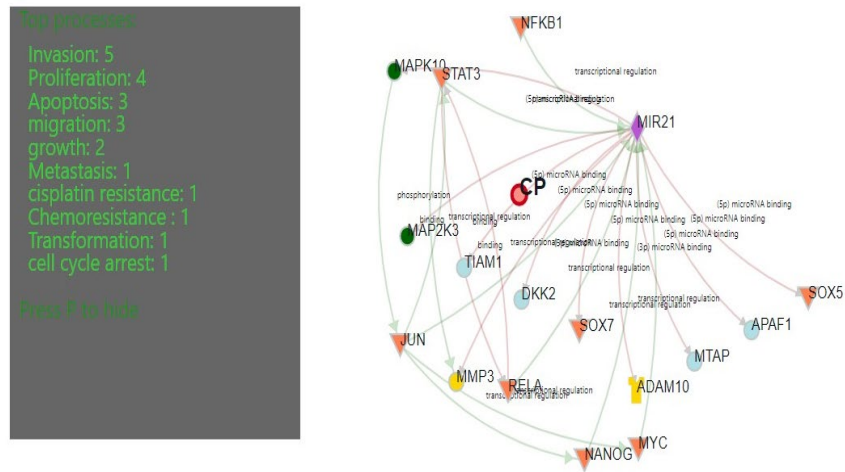 Top processes:
Invasion: 5
Proliferation: 4
Apoptosis: 3
migration: 3
growth: 2
Metastasis: 1
cisplatin resistance: 1
Chemoresistance : 1
Transformation: 1
cell cycle arrest: 1
Press P to hide
NFKB1
MAPK10
STAT3
transcriptional regulation
MIR21
CP
(5p) microRNA binding
(5p) microRNA binding
(5p) microRNA binding
(5p) microRNA binding
phosphorylation
(5p) microRNA binding
(5p) microRNA binding
binding
transcriptional regulation
binding
(5p) microRNA binding
MAP2K3
binding
transcriptional regulation
(3p) microRNA binding
TIAM1
transcriptional regulation
DKK2
SOX5
transcriptional regulation
transcriptional regulation
SOX7
APAF1
JUN
MTAP
MMP3
RELA
ADAM10
transcriptional regulation
MYC
NANOG